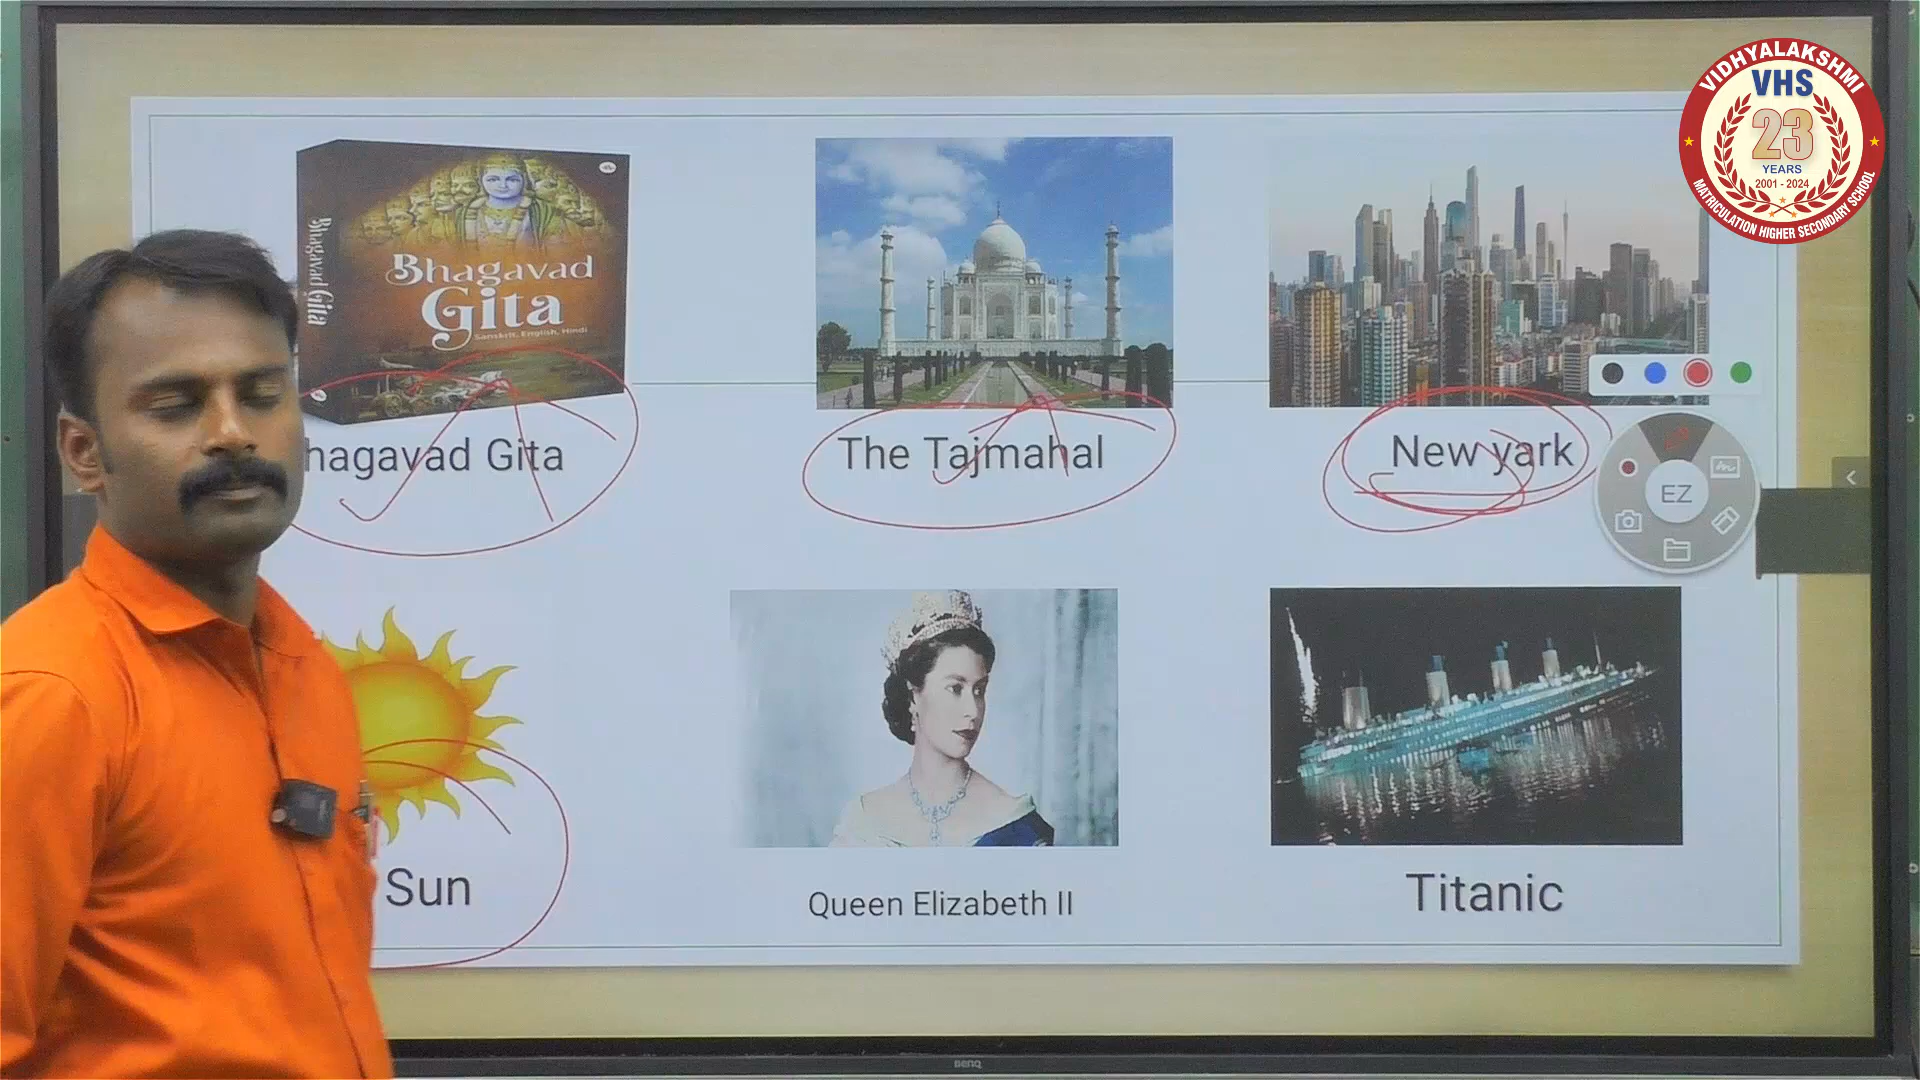 VIDHYALAKSHMI
VHS
23
YEARS
2001 - 2024
MATRICULATION HIGHER SECONDARY SCHOOL
Bhagavad Gita
Bhagavad
Gita
Sanskrit, English, Hindi
hagavad Gita
The Tajmahal
New yark
EZ
Sun
Queen Elizabeth II
Titanic
BenQ